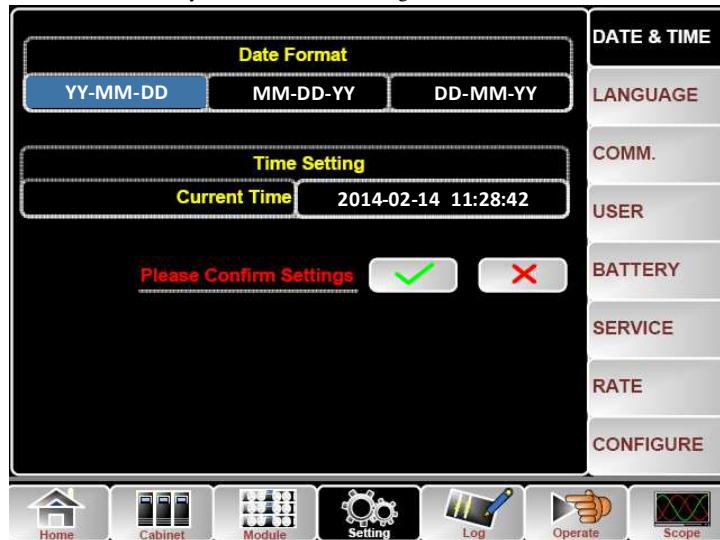 DATE & TIME
Date Format
YY-MM-DD MM-DD-YY DD-MM-YY
LANGUAGE
COMM.
Time Setting
Current Time 2014-02-14 11:28:42
USER
Please Confirm Settings
BATTERY
SERVICE
RATE
CONFIGURE
Home Cabinet Module Setting Log Operate Scope